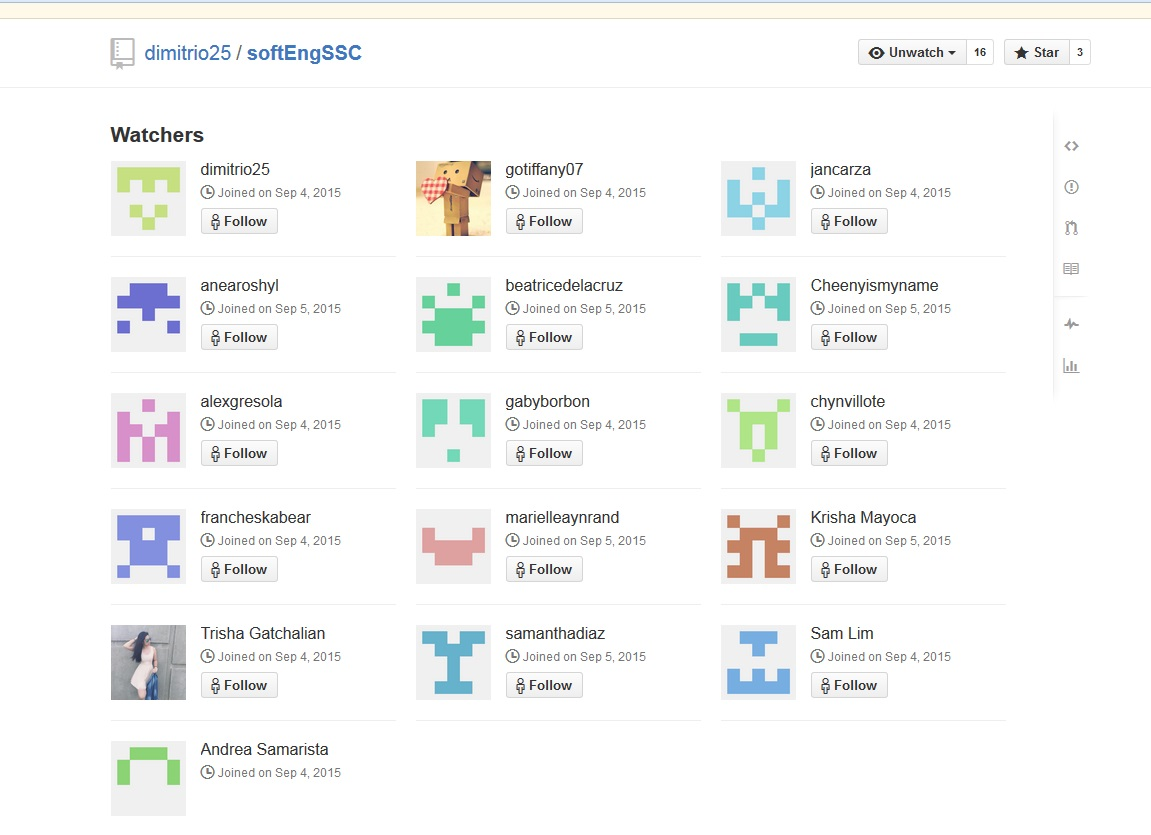 dimitrio25 / softEngSSC
Unwatch 16 Star 3
Watchers
dimitrio25
Joined on Sep 4, 2015
Follow
gotiffany07
Joined on Sep 4, 2015
Follow
jancarza
Joined on Sep 4, 2015
Follow
anearoshyl
Joined on Sep 5, 2015
Follow
beatricedelacruz
Joined on Sep 5, 2015
Follow
Cheenyismyname
Joined on Sep 5, 2015
Follow
alexgresola
Joined on Sep 4, 2015
Follow
gabyborbon
Joined on Sep 4, 2015
Follow
chynvillote
Joined on Sep 4, 2015
Follow
francheskabear
Joined on Sep 4, 2015
Follow
marielleaynrand
Joined on Sep 5, 2015
Follow
Krisha Mayoca
Joined on Sep 5, 2015
Follow
Trisha Gatchalian
Joined on Sep 4, 2015
Follow
samanthadiaz
Joined on Sep 5, 2015
Follow
Sam Lim
Joined on Sep 4, 2015
Follow
Andrea Samarista
Joined on Sep 4, 2015